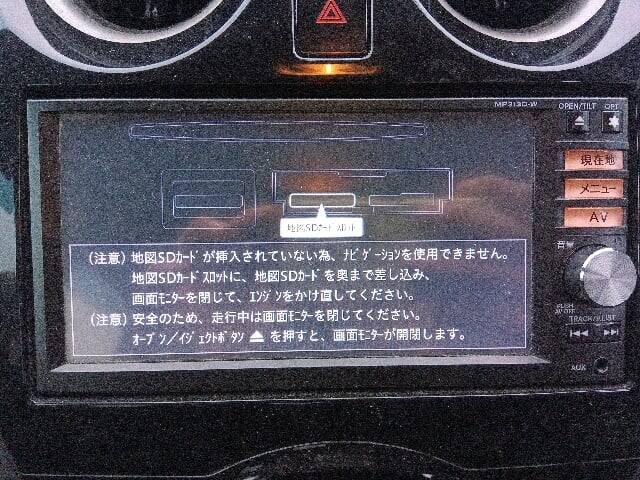 MP313D-W
OPEN/TILT
OPT
現在地
メニュー
AV
音量
地図SDｶｰﾄﾞｽﾛｯﾄ
(注意) 地図SDｶｰﾄﾞが挿入されていない為、ﾅﾋﾞｹﾞｰｼｮﾝを使用できません。
地図SDｶｰﾄﾞｽﾛｯﾄに、地図SDｶｰﾄﾞを奥まで差し込み、
画面ﾓﾆﾀｰを閉じて、ｴﾝｼﾞﾝをかけ直してください。
(注意) 安全のため、走行中は画面ﾓﾆﾀｰを閉じてください。
ｵｰﾌﾟﾝ/ｲｼﾞｪｸﾄﾎﾞﾀﾝ ⏏ を押すと、画面ﾓﾆﾀｰが開閉します。
PUSH
AUX